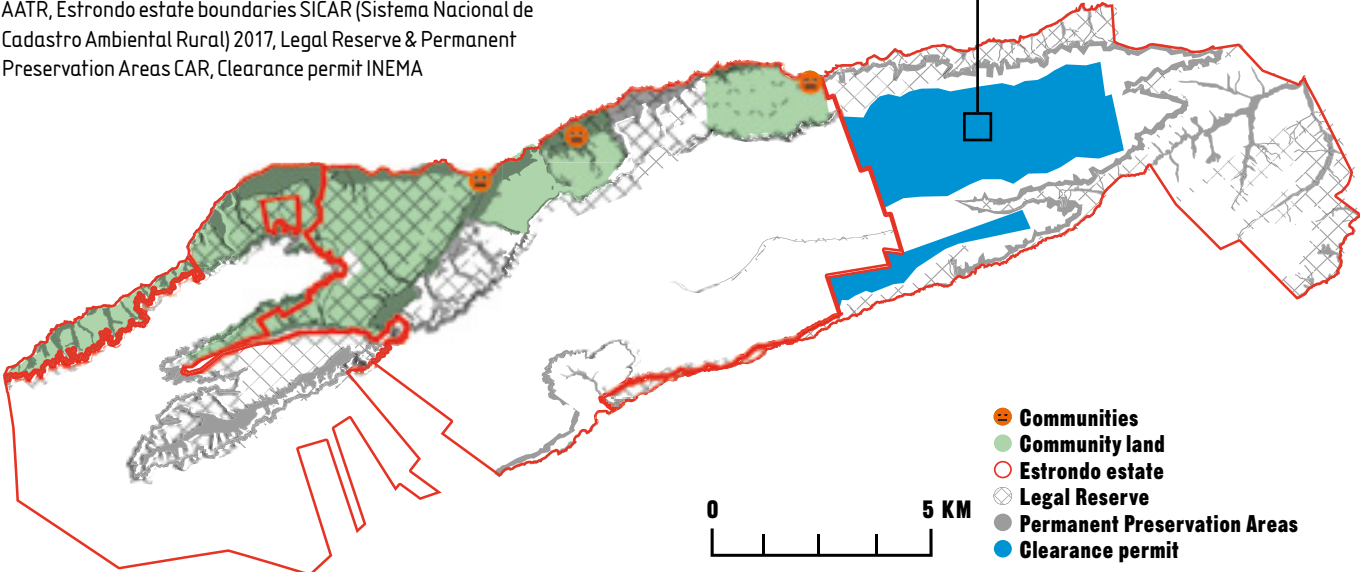 AATR, Estrondo estate boundaries SICAR (Sistema Nacional de
Cadastro Ambiental Rural) 2017, Legal Reserve & Permanent
Preservation Areas CAR, Clearance permit INEMA
Communities
Community land
Estrondo estate
Legal Reserve
Permanent Preservation Areas
Clearance permit
0 5 KM